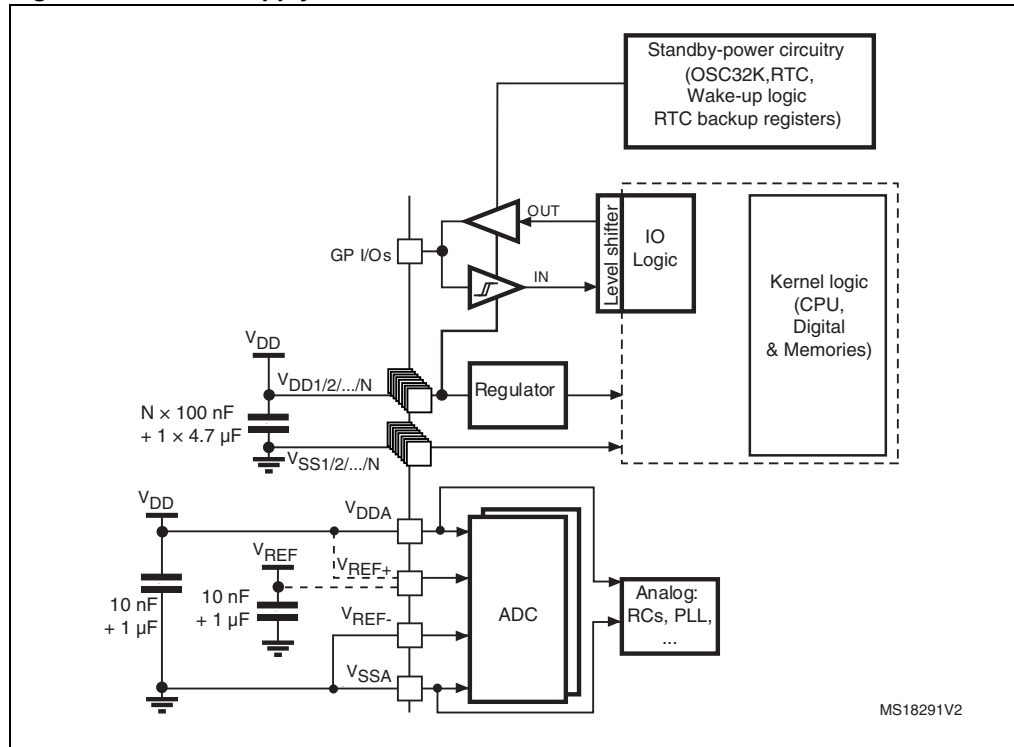 Standby-power circuitry
(OSC32K,RTC,
Wake-up logic
RTC backup registers)
OUT
GP I/Os
IN
Level shifter
IO
Logic
Kernel logic
(CPU,
Digital
& Memories)
VDD
VDD1/2/.../N
Regulator
N × 100 nF
+ 1 × 4.7 µF
VSS1/2/.../N
VDD
VDDA
VREF
VREF+
10 nF
+ 1 µF
10 nF
+ 1 µF
VREF-
ADC
Analog:
RCs, PLL,
...
VSSA
MS18291V2